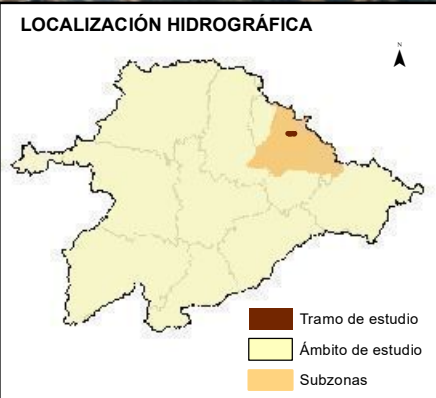 LOCALIZACIÓN HIDROGRÁFICA
N
Tramo de estudio
Ámbito de estudio
Subzonas